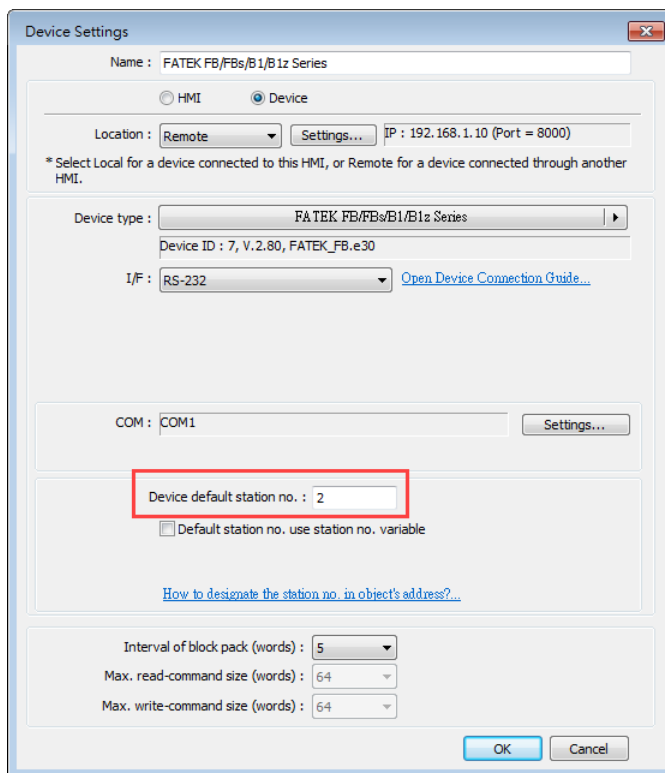 Device Settings
Name : FATEK FB/FBs/B1/B1z Series
HMI Device
Location : Remote Settings... IP : 192.168.1.10 (Port = 8000)
* Select Local for a device connected to this HMI, or Remote for a device connected through another
HMI.
Device type : FATEK FB/FBs/B1/B1z Series
Device ID : 7, V.2.80, FATEK_FB.e30
I/F : RS-232 Open Device Connection Guide...
COM : COM1 Settings...
Device default station no. : 2
Default station no. use station no. variable
How to designate the station no. in object's address?...
Interval of block pack (words) : 5
Max. read-command size (words) : 64
Max. write-command size (words) : 64
OK Cancel